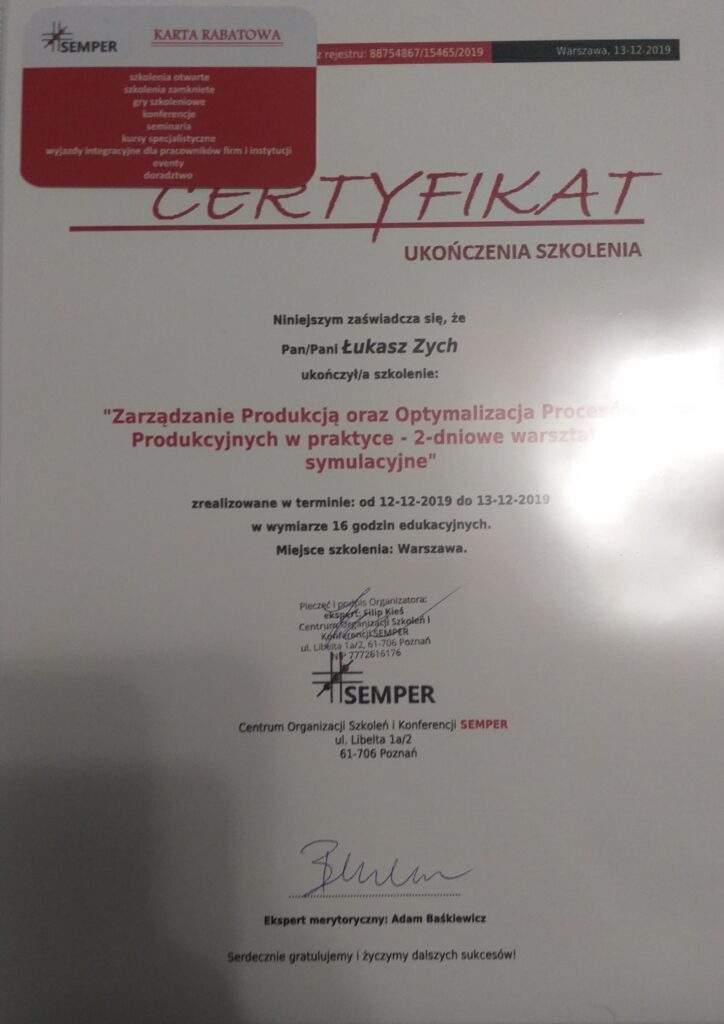 SEMPER
KARTA RABATOWA
szkolenia otwarte
szkolenia zamkniete
gry szkoleniowe
konferencje
seminaria
kursy specjalistyczne
wyjazdy integracyjne dla pracowników firm i instytucji
eventy
doradztwo
z rejestru: 88754867/15465/2019
Warszawa, 13-12-2019
CERTYFIKAT
UKOŃCZENIA SZKOLENIA
Niniejszym zaświadcza się, że
Pan/Pani Łukasz Zych
ukończył/a szkolenie:
"Zarządzanie Produkcją oraz Optymalizacja
Produkcyjnych w praktyce - 2-dniowe
symulacyjne"
zrealizowane w terminie: od 12-12-2019 do 13-12-2019
w wymiarze 16 godzin edukacyjnych.
Miejsce szkolenia: Warszawa.
Pieczęć i podpis Organizatora:
ekspert: Filip Kieś
Centrum Organizacji Szkoleń i
Konferencji SEMPER
ul. Libelta 1a/2, 61-706 Poznań
NIP 7772616176
SEMPER
Centrum Organizacji Szkoleń i Konferencji SEMPER
ul. Libelta 1a/2
61-706 Poznań
Ekspert merytoryczny: Adam Baśkiewicz
Serdecznie gratulujemy i życzymy dalszych sukcesów!